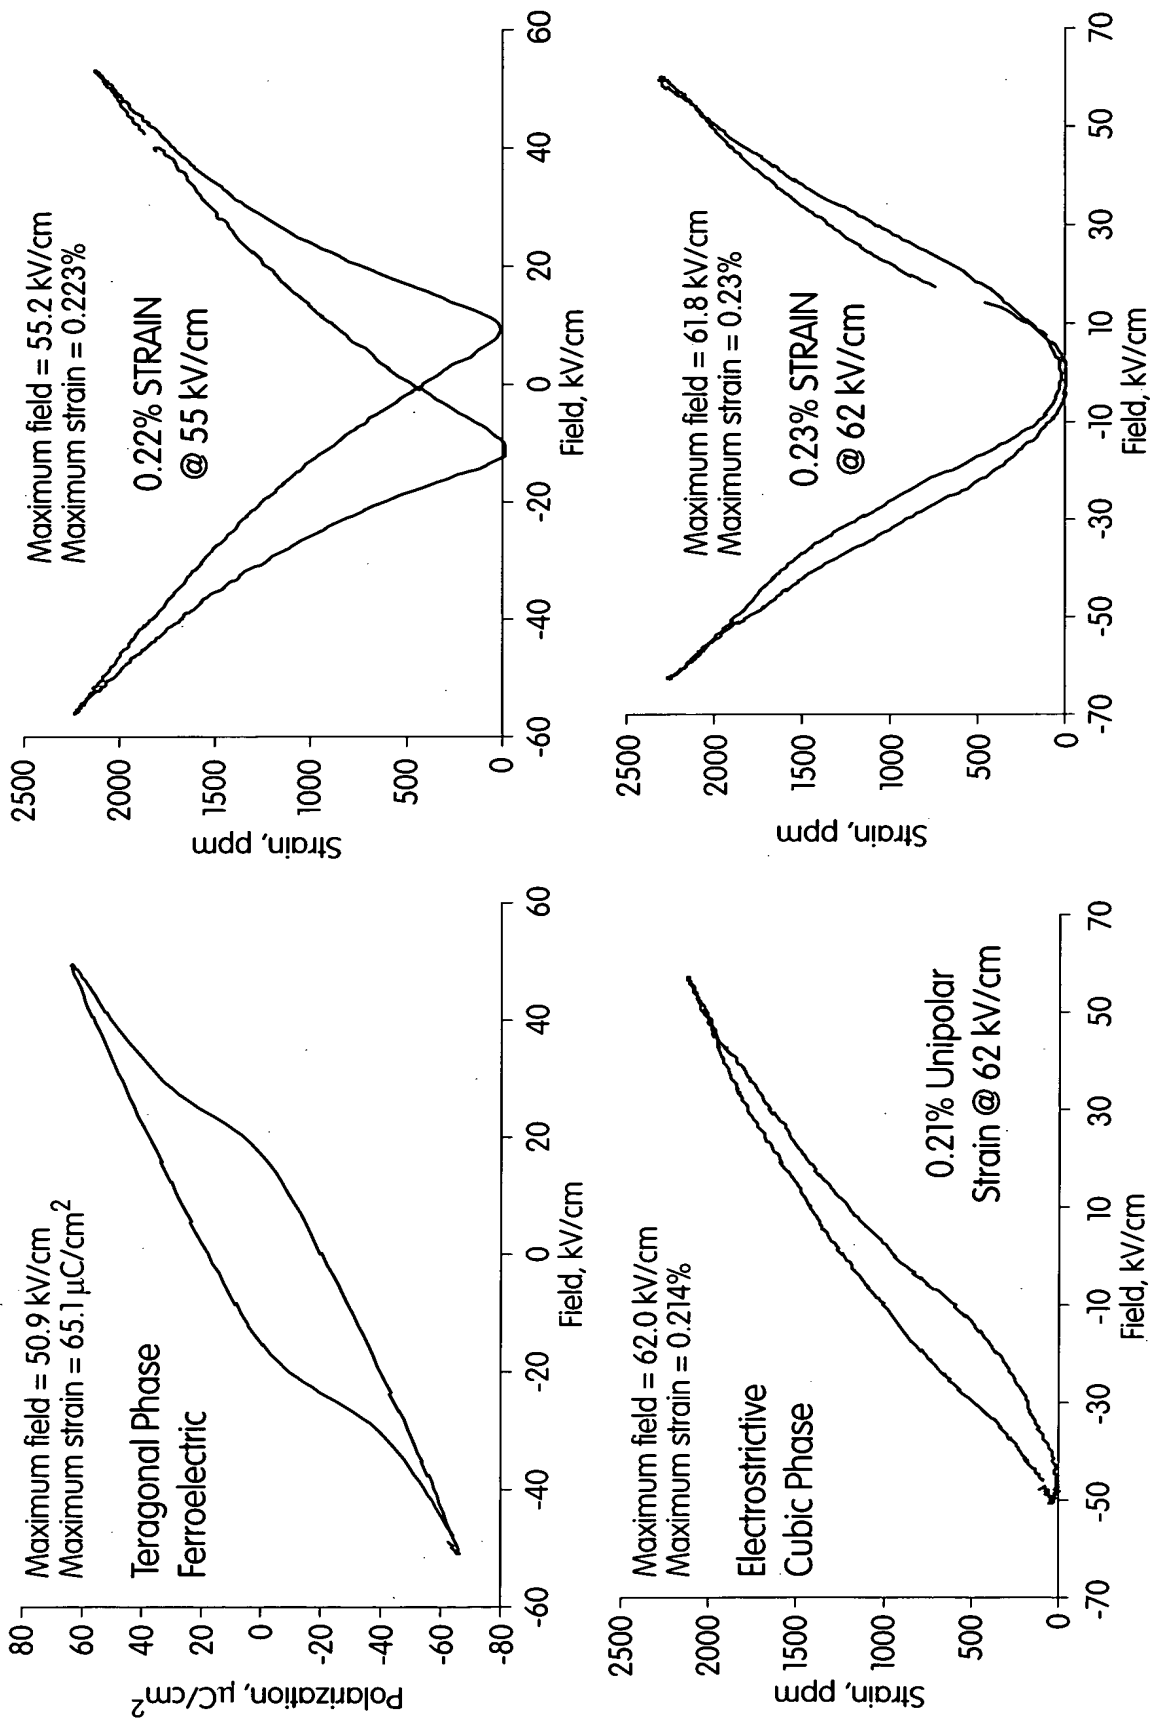 Maximum field = 50.9 kV/cm
Maximum strain = 65.1 µC/cm²
Teragonal Phase
Ferroelectric
80
60
40
20
0
-20
-40
-60
-80
Polarization, µC/cm²
-60
-40
-20
0
20
40
60
Field, kV/cm
Maximum field = 55.2 kV/cm
Maximum strain = 0.223%
0.22% STRAIN
@ 55 kV/cm
2500
2000
1500
1000
500
0
Strain, ppm
-60
-40
-20
0
20
40
60
Field, kV/cm
Maximum field = 62.0 kV/cm
Maximum strain = 0.214%
Electrostrictive
Cubic Phase
0.21% Unipolar
Strain @ 62 kV/cm
2500
2000
1500
1000
500
0
Strain, ppm
-70
-50
-30
-10
10
30
50
70
Field, kV/cm
Maximum field = 61.8 kV/cm
Maximum strain = 0.23%
0.23% STRAIN
@ 62 kV/cm
2500
2000
1500
1000
500
0
Strain, ppm
-70
-50
-30
-10
10
30
50
70
Field, kV/cm